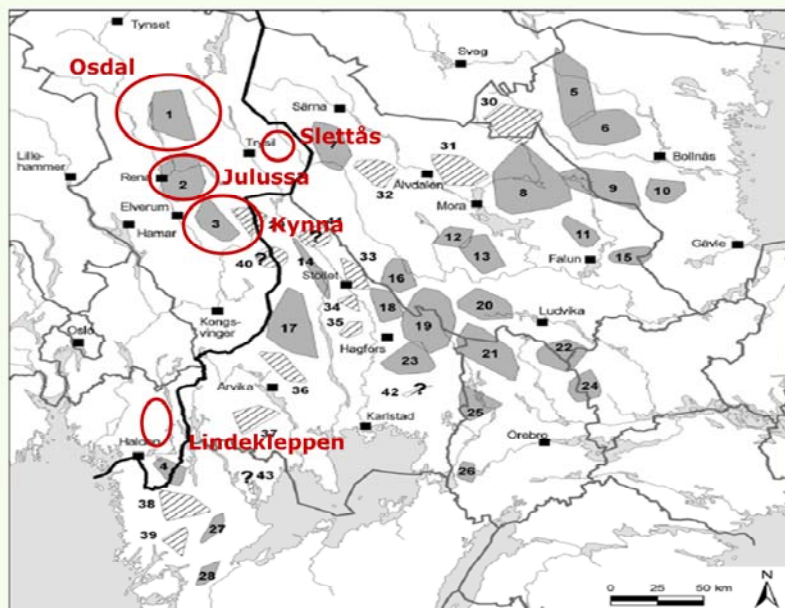 Tynset
Osdal
Sveg
1
Särna
5
30
6
Trysil
Slettås
7
31
Lille-
hammer
Rena
2
Julussa
32
Älvdalen
8
Bollnäs
9
10
Mora
Elverum
Hamar
3
Kynna
12
13
11
Falun
15
Gävle
40
?
?
14
33
Stöllet
16
34
18
19
20
Ludvika
Kongs-
vinger
17
35
Hagfors
Oslo
23
21
22
36
Arvika
42
?
24
25
Karlstad
37
Örebro
Lindekleppen
Halden
4
?
43
26
38
39
27
28
0
25
50 km
N